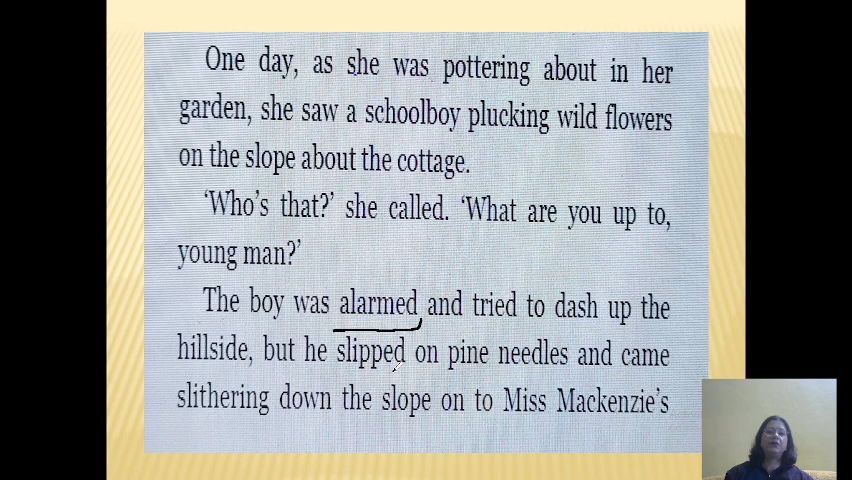 One day, as she was pottering about in her
garden, she saw a schoolboy plucking wild flowers
on the slope about the cottage.
‘Who’s that?’ she called. ‘What are you up to,
young man?’
The boy was alarmed and tried to dash up the
hillside, but he slipped on pine needles and came
slithering down the slope on to Miss Mackenzie’s